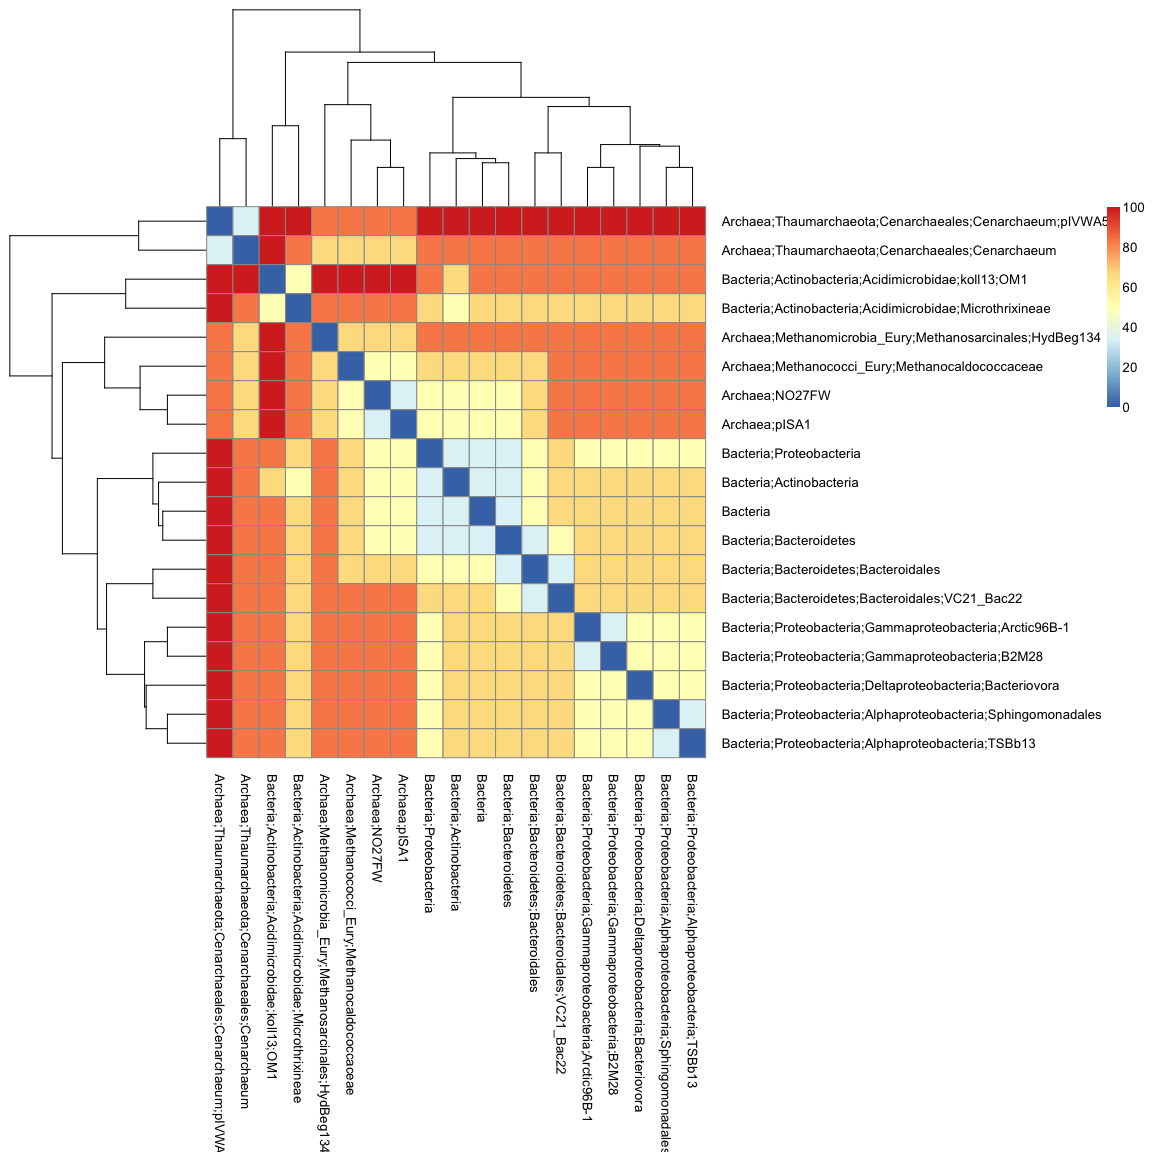 Archaea;Thaumarchaeota;Cenarchaeales;Cenarchaeum;pIVWA5
100
Archaea;Thaumarchaeota;Cenarchaeales;Cenarchaeum
80
Bacteria;Actinobacteria;Acidimicrobidae;koll13;OM1
60
Bacteria;Actinobacteria;Acidimicrobidae;Microthrixineae
40
Archaea;Methanomicrobia_Eury;Methanosarcinales;HydBeg134
20
Archaea;Methanococci_Eury;Methanocaldococcaceae
0
Archaea;NO27FW
Archaea;pISA1
Bacteria;Proteobacteria
Bacteria;Actinobacteria
Bacteria
Bacteria;Bacteroidetes
Bacteria;Bacteroidetes;Bacteroidales
Bacteria;Bacteroidetes;Bacteroidales;VC21_Bac22
Bacteria;Proteobacteria;Gammaproteobacteria;Arctic96B-1
Bacteria;Proteobacteria;Gammaproteobacteria;B2M28
Bacteria;Proteobacteria;Deltaproteobacteria;Bacteriovora
Bacteria;Proteobacteria;Alphaproteobacteria;Sphingomonadales
Bacteria;Proteobacteria;Alphaproteobacteria;TSBb13
Archaea;Thaumarchaeota;Cenarchaeales;Cenarchaeum;pIVWA
Archaea;Thaumarchaeota;Cenarchaeales;Cenarchaeum
Bacteria;Actinobacteria;Acidimicrobidae;koll13;OM1
Bacteria;Actinobacteria;Acidimicrobidae;Microthrixineae
Archaea;Methanomicrobia_Eury;Methanosarcinales;HydBeg134
Archaea;Methanococci_Eury;Methanocaldococcaceae
Archaea;NO27FW
Archaea;pISA1
Bacteria;Proteobacteria
Bacteria;Actinobacteria
Bacteria
Bacteria;Bacteroidetes
Bacteria;Bacteroidetes;Bacteroidales
Bacteria;Bacteroidetes;Bacteroidales;VC21_Bac22
Bacteria;Proteobacteria;Gammaproteobacteria;Arctic96B-1
Bacteria;Proteobacteria;Gammaproteobacteria;B2M28
Bacteria;Proteobacteria;Deltaproteobacteria;Bacteriovora
Bacteria;Proteobacteria;Alphaproteobacteria;Sphingomonadales
Bacteria;Proteobacteria;Alphaproteobacteria;TSBb13